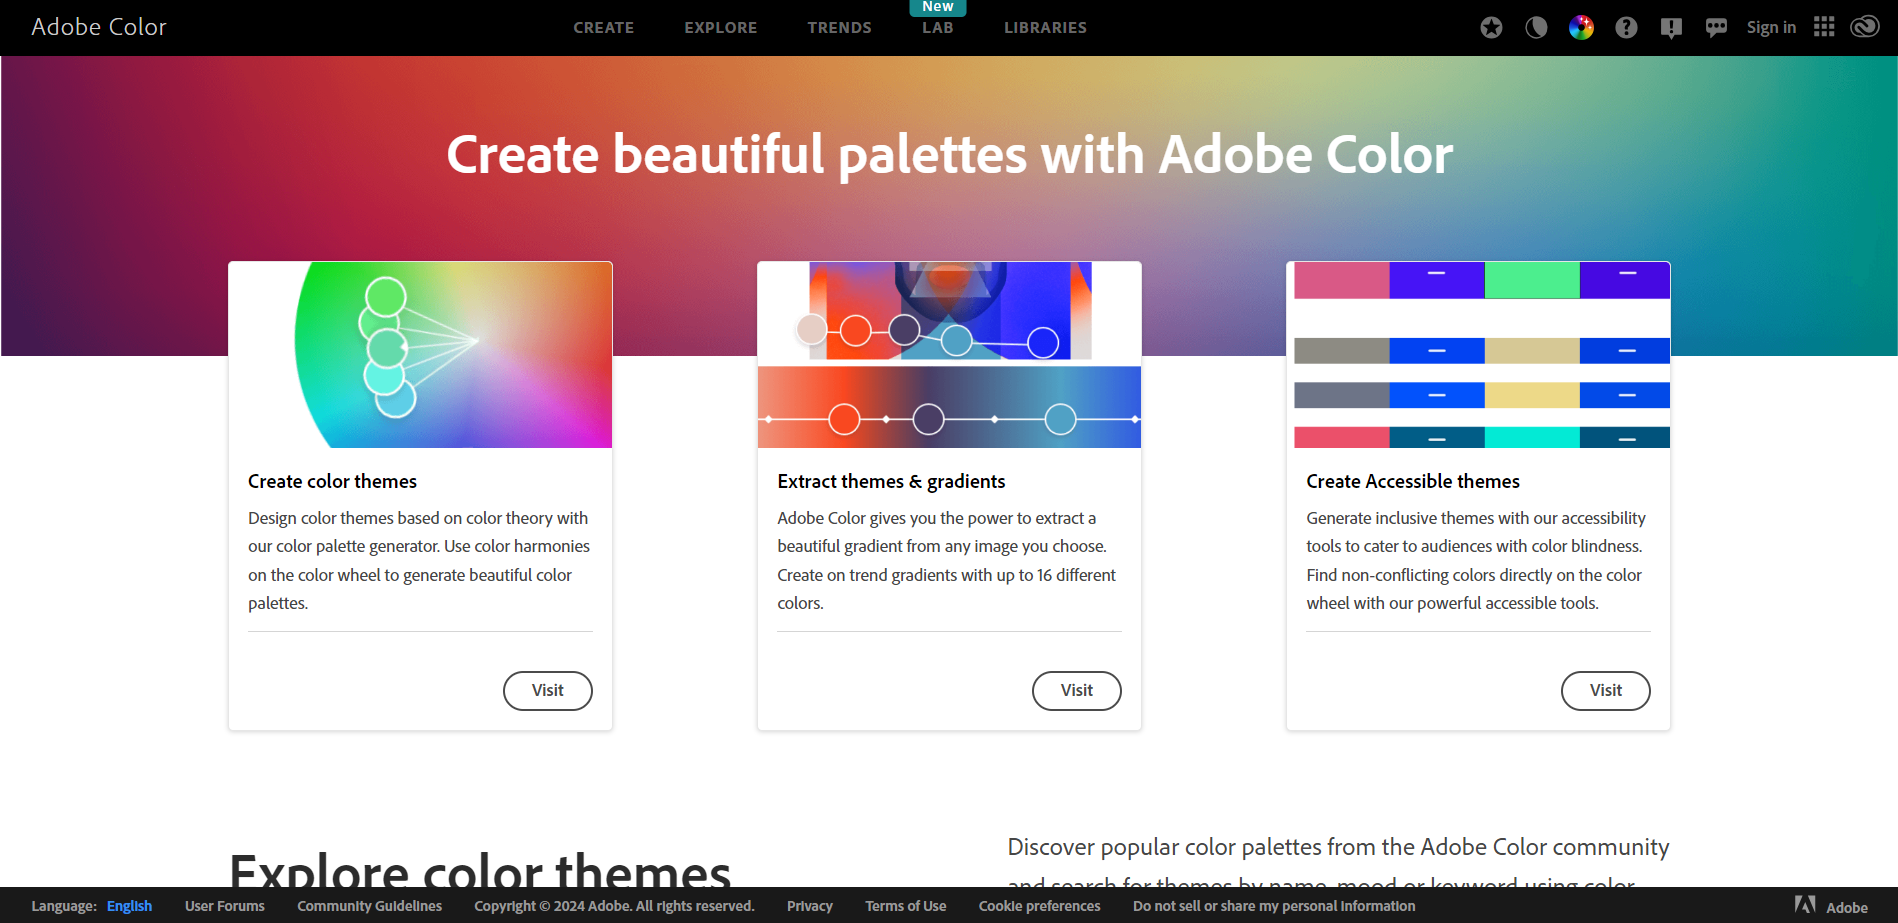 Adobe Color
CREATE
EXPLORE
TRENDS
New
LAB
LIBRARIES
Sign in
Create beautiful palettes with Adobe Color
Create color themes
Design color themes based on color theory with
our color palette generator. Use color harmonies
on the color wheel to generate beautiful color
palettes.
Visit
Extract themes & gradients
Adobe Color gives you the power to extract a
beautiful gradient from any image you choose.
Create on trend gradients with up to 16 different
colors.
Visit
Create Accessible themes
Generate inclusive themes with our accessibility
tools to cater to audiences with color blindness.
Find non-conflicting colors directly on the color
wheel with our powerful accessible tools.
Visit
Explore color themes
Discover popular color palettes from the Adobe Color community
and search for themes by name, mood or keyword using color
Language: English
User Forums
Community Guidelines
Copyright © 2024 Adobe. All rights reserved.
Privacy
Terms of Use
Cookie preferences
Do not sell or share my personal information
Adobe